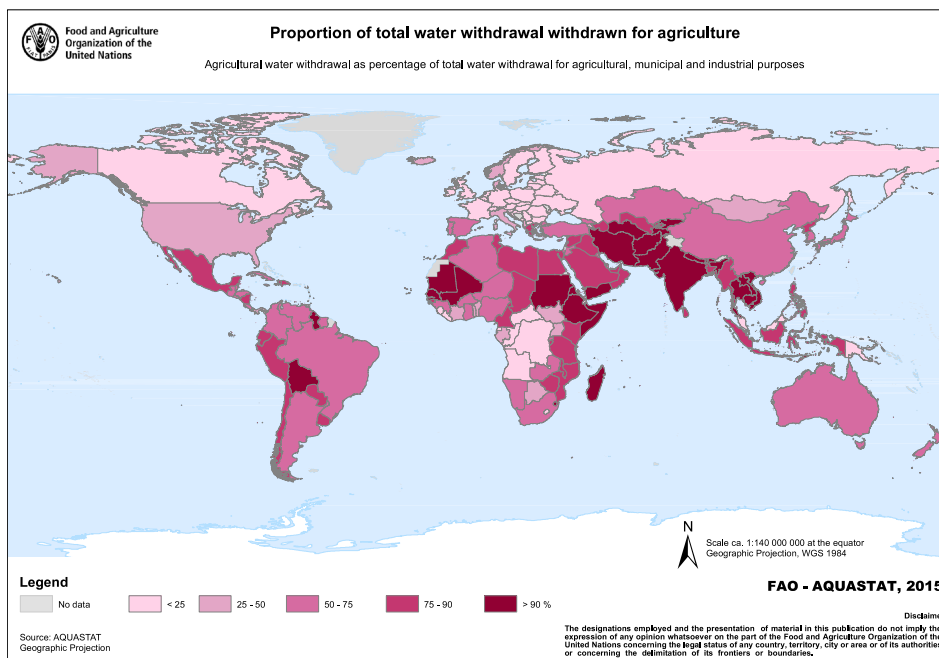 Food and Agriculture
Organization of the
United Nations
Proportion of total water withdrawal withdrawn for agriculture
Agricultural water withdrawal as percentage of total water withdrawal for agricultural, municipal and industrial purposes
N
Scale ca. 1:140 000 000 at the equator
Geographic Projection, WGS 1984
Legend
No data
< 25
25 - 50
50 - 75
75 - 90
> 90 %
FAO - AQUASTAT, 2015
Source: AQUASTAT
Geographic Projection
Disclaime
The designations employed and the presentation of material in this publication do not imply the
expression of any opinion whatsoever on the part of the Food and Agriculture Organization of the
United Nations concerning the legal status of any country, territory, city or area or of its authorities
or concerning the delimitation of its frontiers or boundaries.